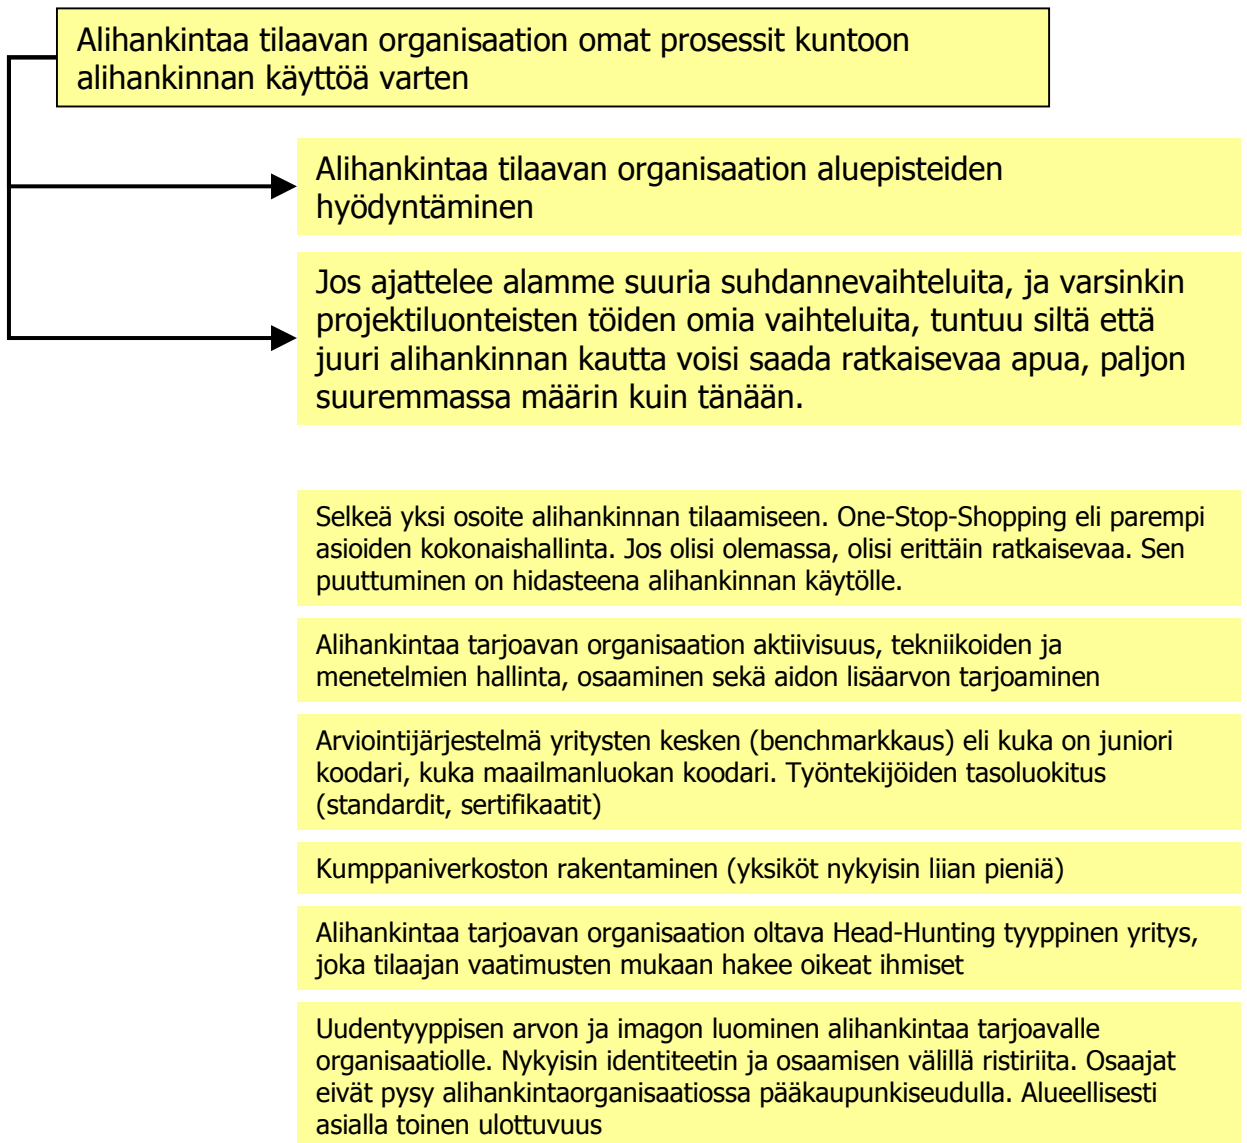 Alihankintaa tilaavan organisaation omat prosessit kuntoon
alihankinnan käyttöä varten
Alihankintaa tilaavan organisaation aluepisteiden
hyödyntäminen
Jos ajattelee alamme suuria suhdannevaihteluita, ja varsinkin
projektiluonteisten töiden omia vaihteluita, tuntuu siltä että
juuri alihankinnan kautta voisi saada ratkaisevaa apua, paljon
suuremmassa määrin kuin tänään.
Selkeä yksi osoite alihankinnan tilaamiseen. One-Stop-Shopping eli parempi
asioiden kokonaishallinta. Jos olisi olemassa, olisi erittäin ratkaisevaa. Sen
puuttuminen on hidasteena alihankinnan käytölle.
Alihankintaa tarjoavan organisaation aktiivisuus, tekniikoiden ja
menetelmien hallinta, osaaminen sekä aidon lisäarvon tarjoaminen
Arviointijärjestelmä yritysten kesken (benchmarkkaus) eli kuka on juniori
koodari, kuka maailmanluokan koodari. Työntekijöiden tasoluokitus
(standardit, sertifikaatit)
Kumppaniverkoston rakentaminen (yksiköt nykyisin liian pieniä)
Alihankintaa tarjoavan organisaation oltava Head-Hunting tyyppinen yritys,
joka tilaajan vaatimusten mukaan hakee oikeat ihmiset
Uudentyyppisen arvon ja imagon luominen alihankintaa tarjoavalle
organisaatiolle. Nykyisin identiteetin ja osaamisen välillä ristiriita. Osaajat
eivät pysy alihankintaorganisaatiossa pääkaupunkiseudulla. Alueellisesti
asialla toinen ulottuvuus